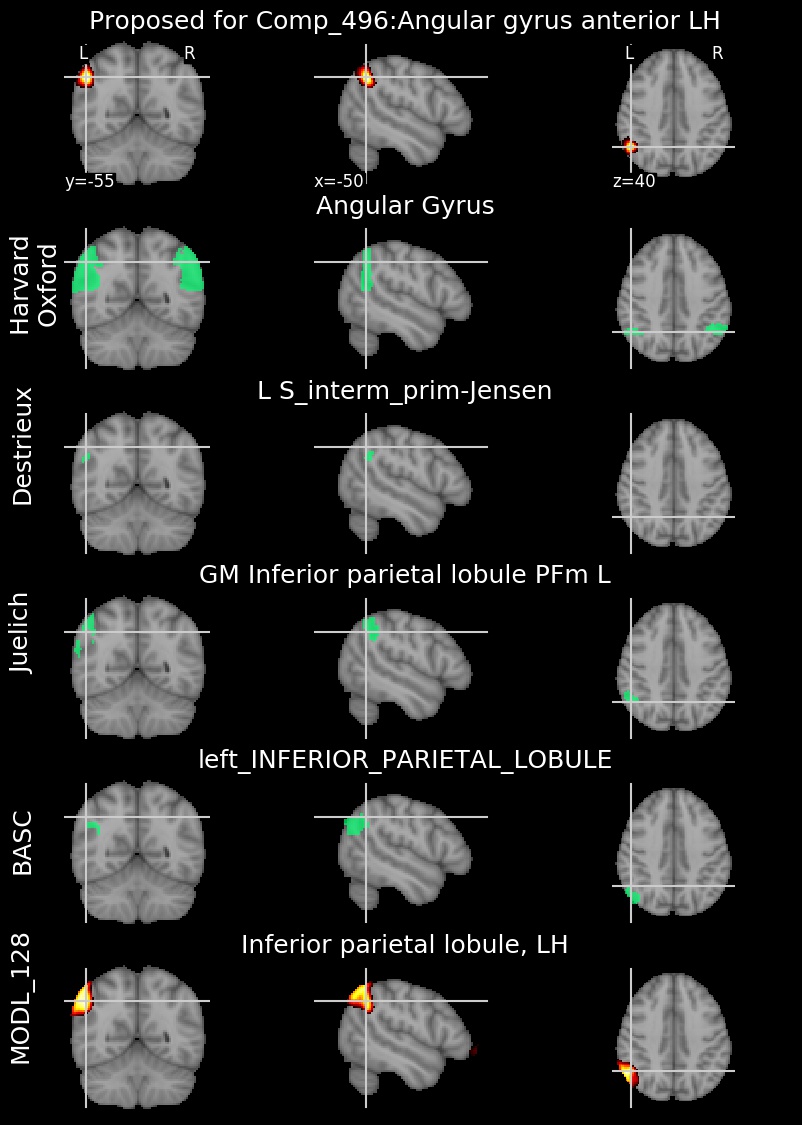 Proposed for Comp_496:Angular gyrus anterior LH
L R
L R
y=-55 x=-50 z=40
Angular Gyrus
Harvard
Oxford
L S_interm_prim-Jensen
Destrieux
GM Inferior parietal lobule PFm L
Juelich
left_INFERIOR_PARIETAL_LOBULE
BASC
Inferior parietal lobule, LH
MODL_128